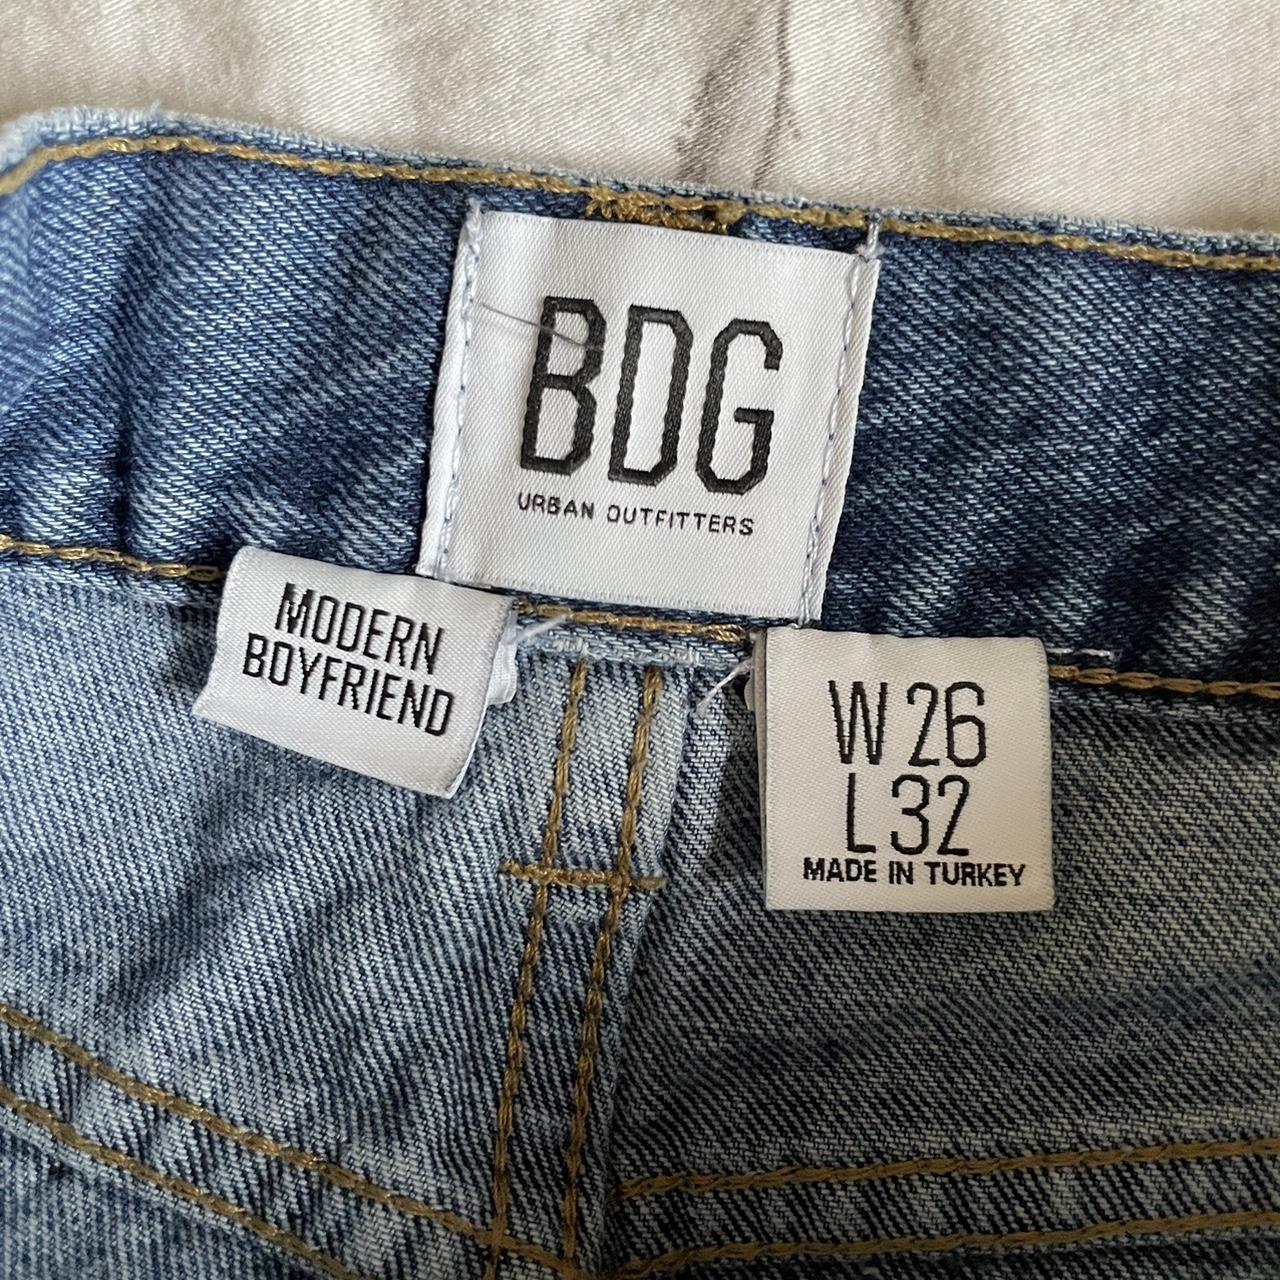 BDG
URBAN OUTFITTERS
MODERN
BOYFRIEND
W 26
L 32
MADE IN TURKEY